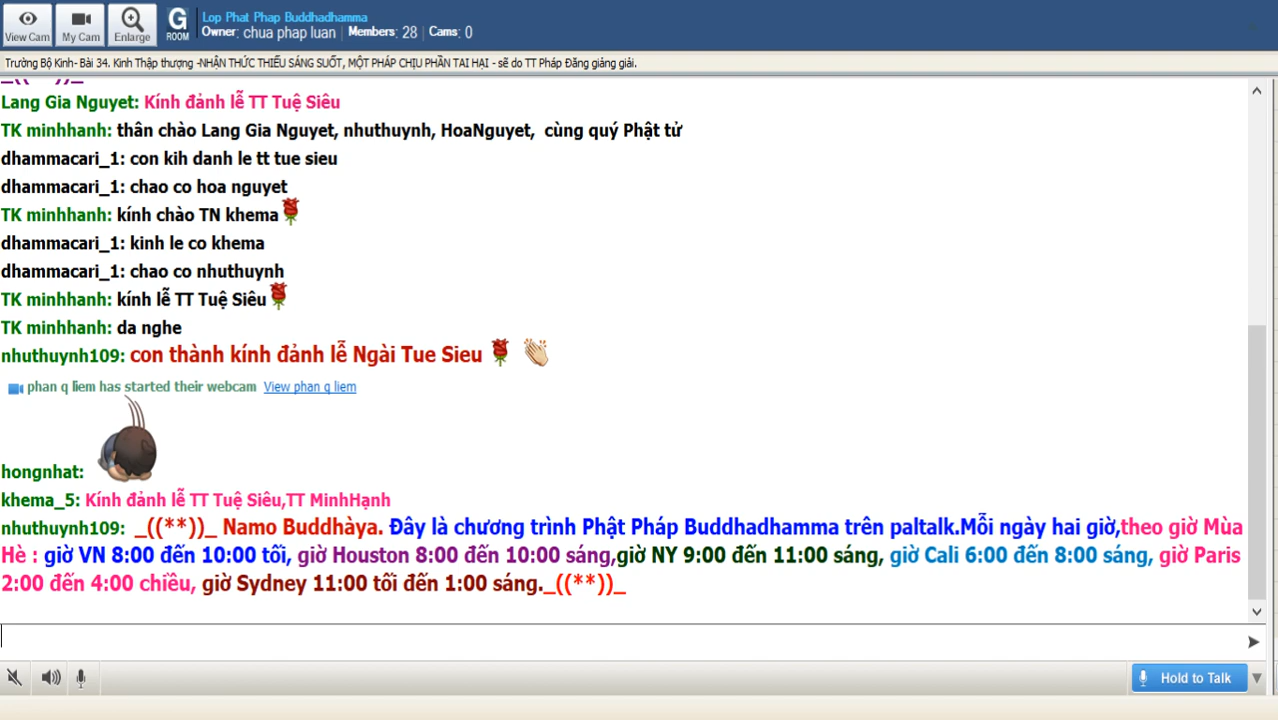 Lop Phat Phap Buddhadhamma
View Cam My Cam Enlarge G ROOM Owner: chua phap luan | Members: 28 | Cams: 0
Trường Bộ Kinh- Bài 34. Kinh Thập thượng -NHẬN THỨC THIẾU SÁNG SUỐT, MỘT PHÁP CHỊU PHẦN TAI HẠI - sẽ do TT Pháp Đăng giảng giải.
Lang Gia Nguyet: Kính đảnh lễ TT Tuệ Siêu
TK minhhanh: thân chào Lang Gia Nguyet, nhuthuynh, HoaNguyet, cùng quý Phật tử
dhammacari_1: con kih danh le tt tue sieu
dhammacari_1: chao co hoa nguyet
TK minhhanh: kính chào TN khema
dhammacari_1: kinh le co khema
dhammacari_1: chao co nhuthuynh
TK minhhanh: kính lễ TT Tuệ Siêu
TK minhhanh: da nghe
nhuthuynh109: con thành kính đảnh lễ Ngài Tue Sieu
phan q liem has started their webcam View phan q liem
hongnhat:
khema_5: Kính đảnh lễ TT Tuệ Siêu,TT MinhHạnh
nhuthuynh109: _((**))_ Namo Buddhàya. Đây là chương trình Phật Pháp Buddhadhamma trên paltalk.Mỗi ngày hai giờ,theo giờ Mùa
Hè : giờ VN 8:00 đến 10:00 tối, giờ Houston 8:00 đến 10:00 sáng,giờ NY 9:00 đến 11:00 sáng, giờ Cali 6:00 đến 8:00 sáng, giờ Paris
2:00 đến 4:00 chiều, giờ Sydney 11:00 tối đến 1:00 sáng._((**))_
Hold to Talk